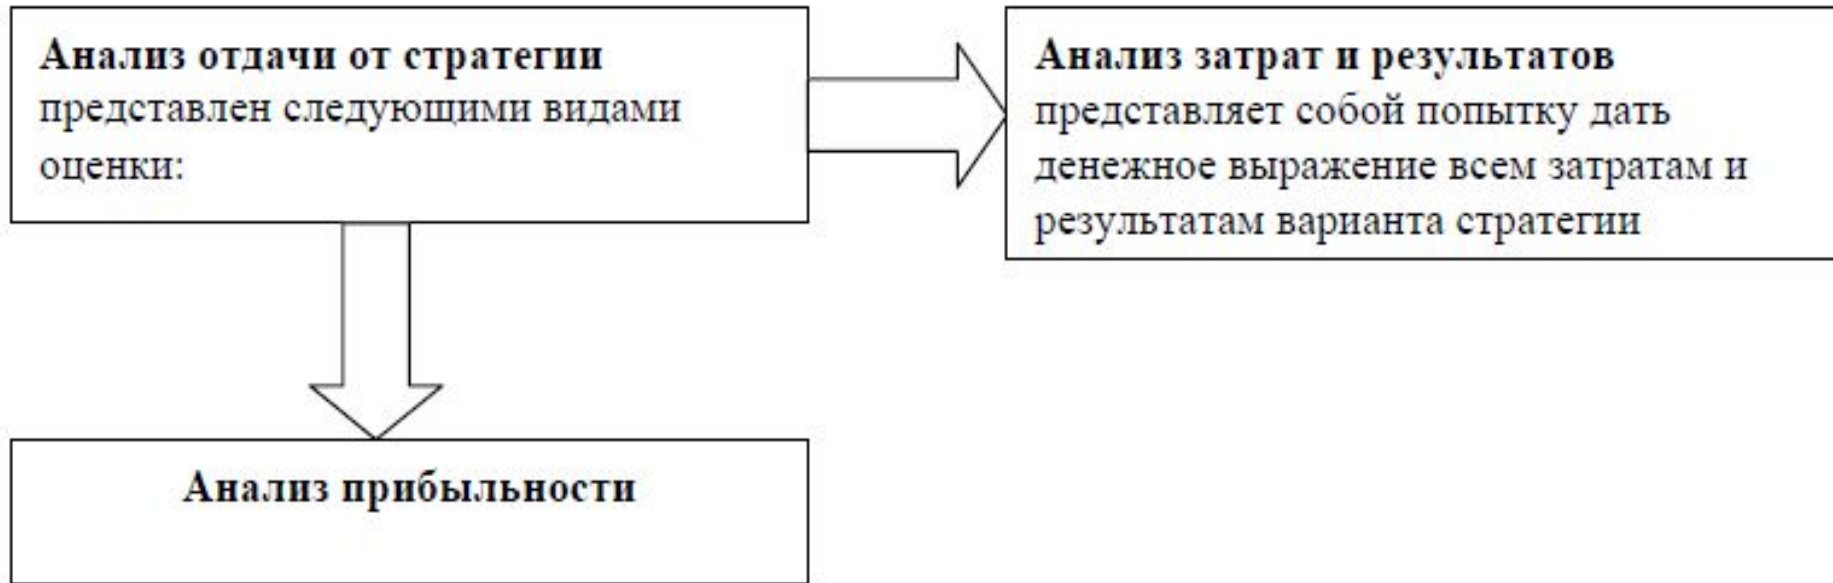 Анализ отдачи от стратегии
представлен следующими видами
оценки:
Анализ затрат и результатов
представляет собой попытку дать
денежное выражение всем затратам и
результатам варианта стратегии
Анализ прибыльности